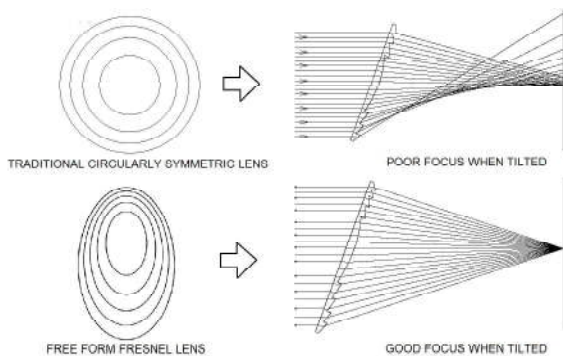 TRADITIONAL CIRCULARLY SYMMETRIC LENS
POOR FOCUS WHEN TILTED
FREE FORM FRESNEL LENS
GOOD FOCUS WHEN TILTED